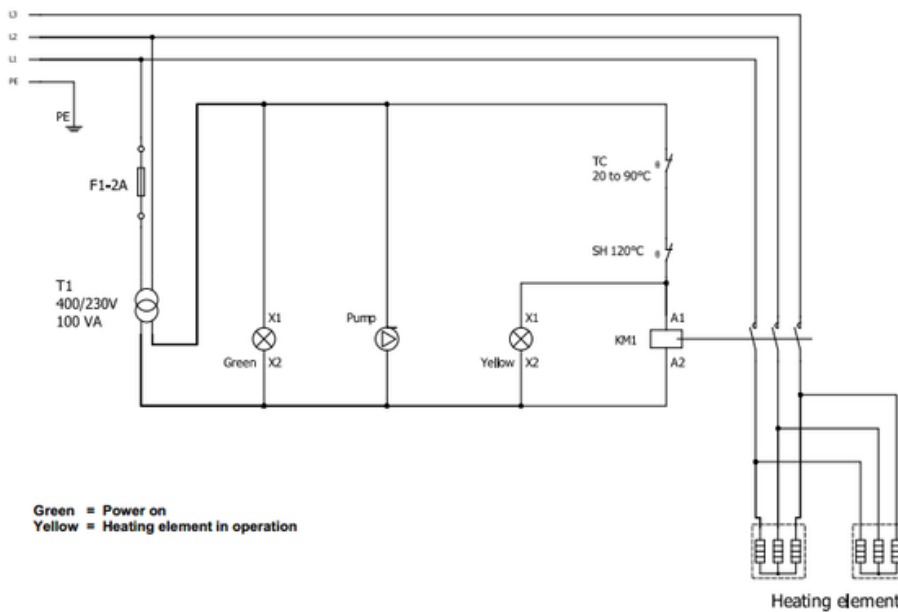 L3
L2
L1
PE
PE
F1-2A
TC
20 to 90°C
SH 120°C
T1
400/230V
100 VA
X1
Green
X2
Pump
X1
Yellow
X2
A1
KM1
A2
Green = Power on
Yellow = Heating element in operation
Heating element